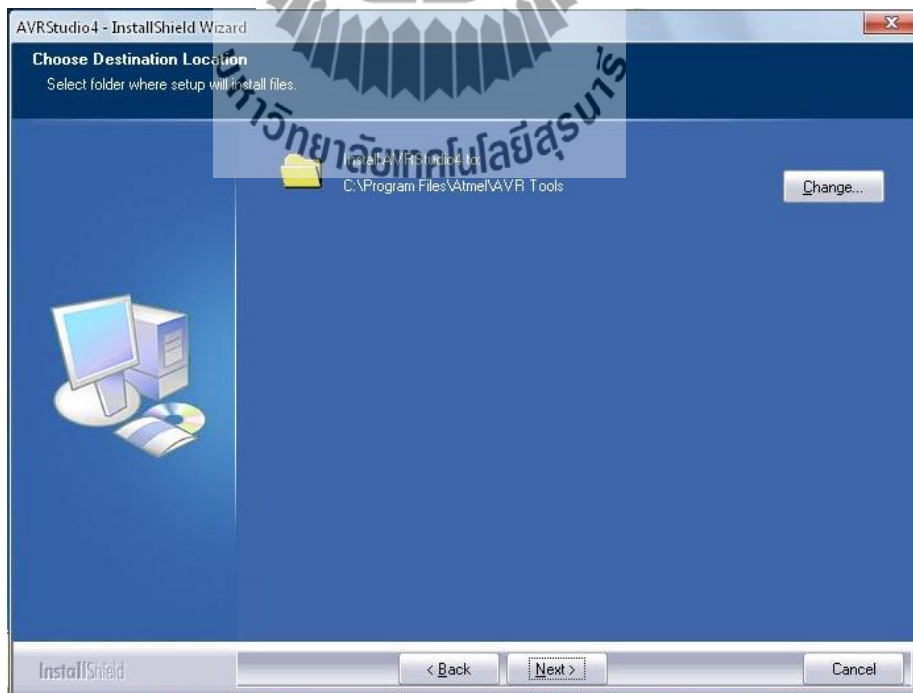 AVRStudio4 - InstallShield Wizard
Choose Destination Location
Select folder where setup will install files.
มหาวิทยาลัยเทคโนโลยีสุรนารี
Install AVRStudio4 to:
C:\Program Files\Atmel\AVR Tools
Change...
InstallShield
< Back
Next >
Cancel